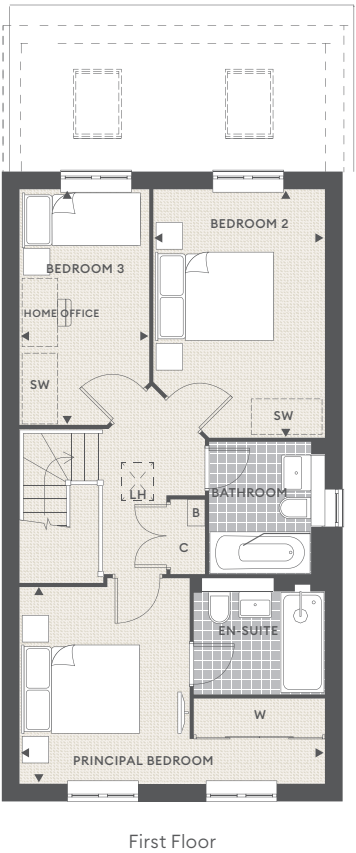 BEDROOM 2
BEDROOM 3
HOME OFFICE
SW
SW
LH
BATHROOM
B
C
EN-SUITE
W
PRINCIPAL BEDROOM
First Floor